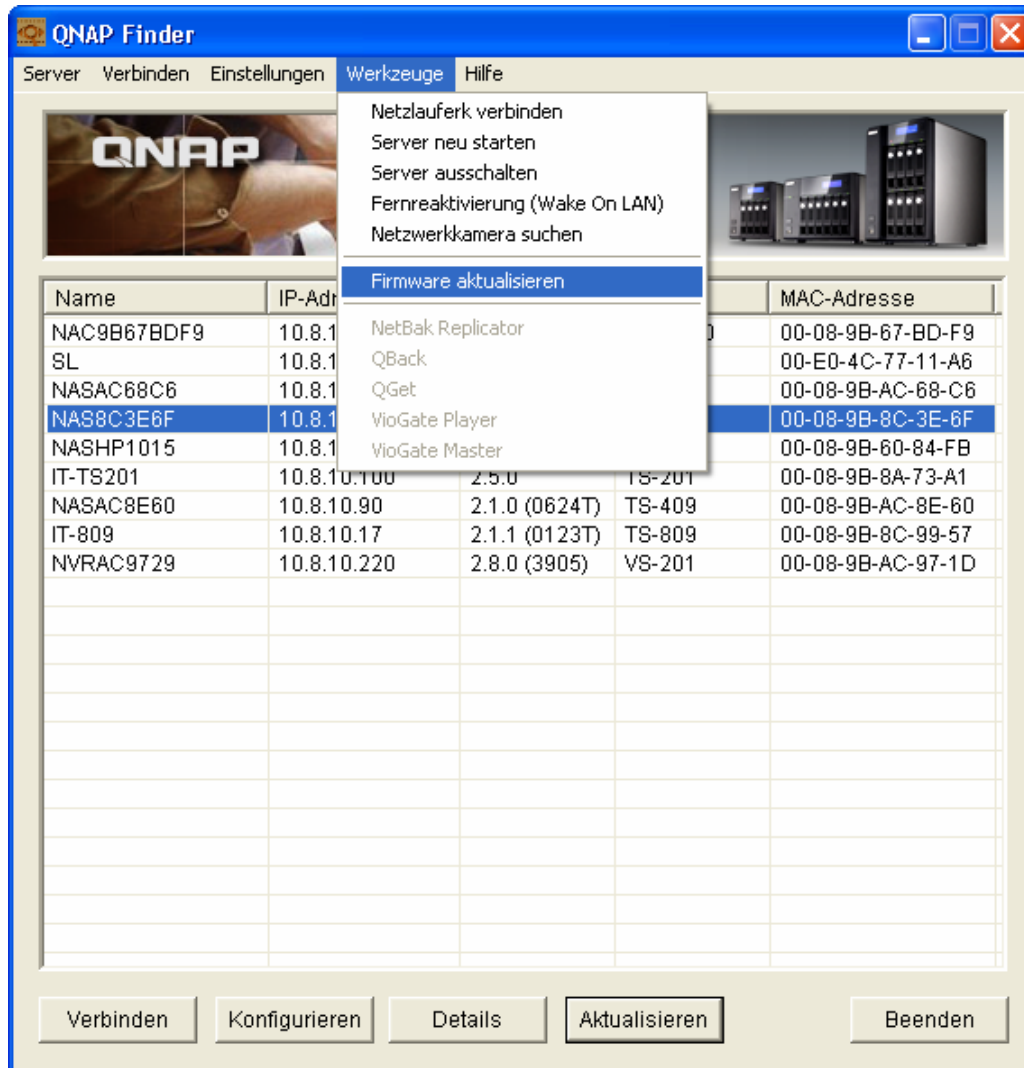 QNAP Finder
Server Verbinden Einstellungen Werkzeuge Hilfe
Netzlauferk verbinden
Server neu starten
Server ausschalten
Fernreaktivierung (Wake On LAN)
Netzwerkkamera suchen
Firmware aktualisieren
NetBak Replicator
QBack
QGet
VioGate Player
VioGate Master
QNAP
Name IP-Adr MAC-Adresse
NAC9B67BDF9 10.8.1 00-08-9B-67-BD-F9
SL 10.8.1 00-E0-4C-77-11-A6
NASAC68C6 10.8.1 00-08-9B-AC-68-C6
NAS8C3E6F 10.8.1 00-08-9B-8C-3E-6F
NASHP1015 10.8.1 00-08-9B-60-84-FB
IT-TS201 10.8.10.100 2.5.0 TS-201 00-08-9B-8A-73-A1
NASAC8E60 10.8.10.90 2.1.0 (0624T) TS-409 00-08-9B-AC-8E-60
IT-809 10.8.10.17 2.1.1 (0123T) TS-809 00-08-9B-8C-99-57
NVRAC9729 10.8.10.220 2.8.0 (3905) VS-201 00-08-9B-AC-97-1D
Verbinden Konfigurieren Details Aktualisieren Beenden